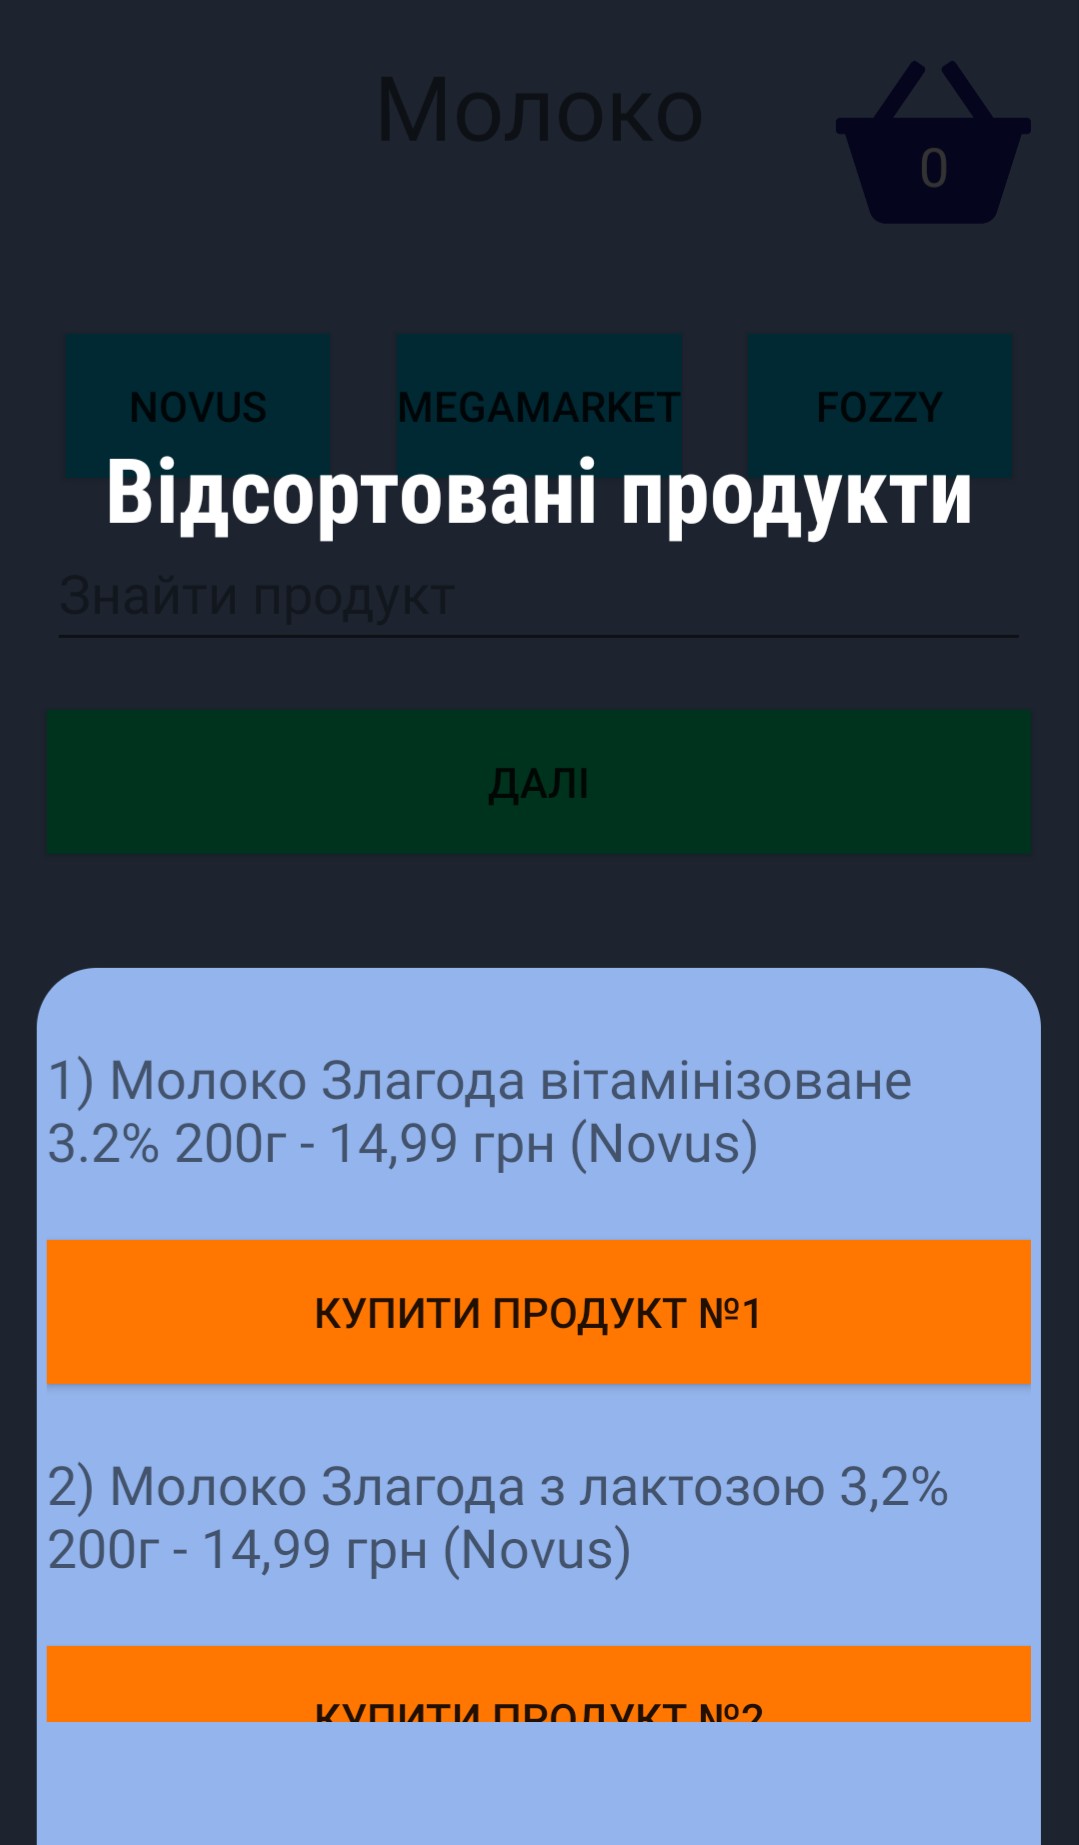 Молоко
0
NOVUS
MEGAMARKET
FOZZY
Відсортовані продукти
Знайти продукт
ДАЛІ
1) Молоко Злагода вітамінізоване
3.2% 200г - 14,99 грн (Novus)
КУПИТИ ПРОДУКТ №1
2) Молоко Злагода з лактозою 3,2%
200г - 14,99 грн (Novus)
КУПИТИ ПРОДУКТ №2